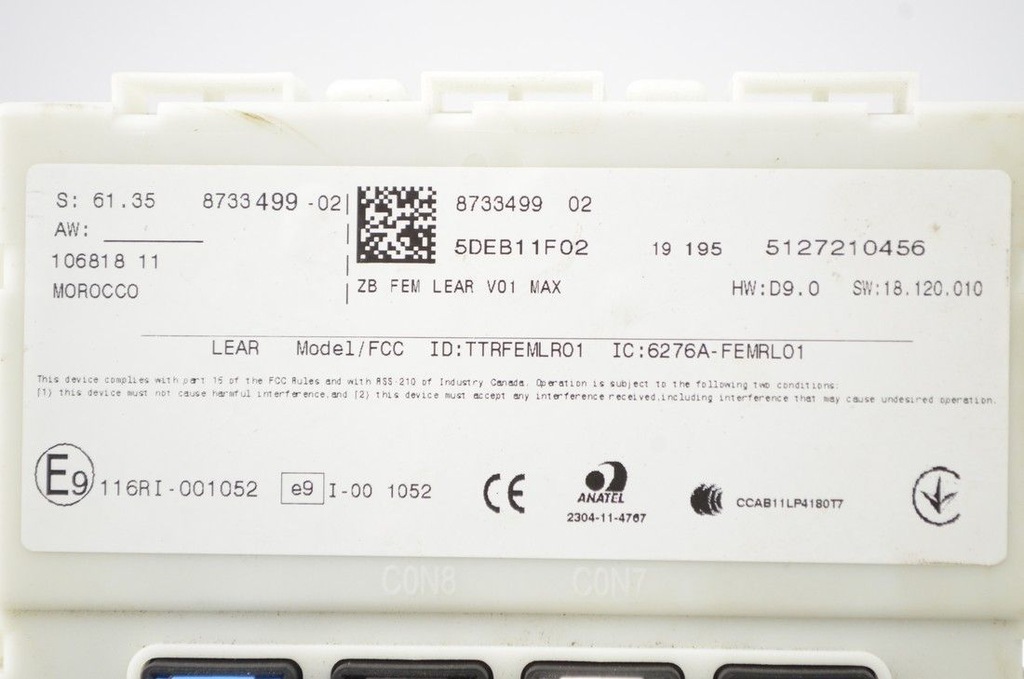 S: 61.35 8733499 -02 8733499 02
AW: 5DEB11F02 19 195 5127210456
106818 11
MOROCCO ZB FEM LEAR V01 MAX HW:D9.0 SW:18.120.010
LEAR Model/FCC ID:TTRFEMLR01 IC:6276A-FEMRL01
This device complies with part 15 of the FCC Rules and with RSS-210 of Industry Canada. Operation is subject to the following two conditions:
(1) this device must not cause harmful interference.and (2) this device must accept any interference received.including interference that may cause undesired operation.
E9 116RI-001052 e9 I-00 1052 CE ANATEL CCAB11LP4180T7
2304-11-4767
CON8 CON7